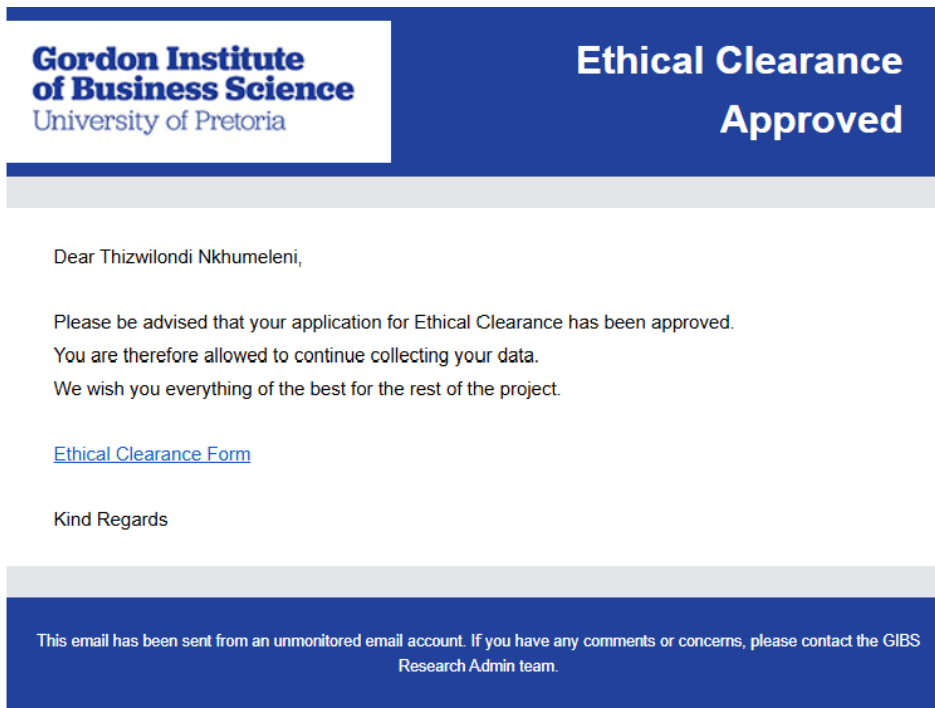 Gordon Institute
of Business Science
University of Pretoria
Ethical Clearance
Approved
Dear Thizwilondi Nkhumeleni,
Please be advised that your application for Ethical Clearance has been approved.
You are therefore allowed to continue collecting your data.
We wish you everything of the best for the rest of the project.
Ethical Clearance Form
Kind Regards
This email has been sent from an unmonitored email account. If you have any comments or concerns, please contact the GIBS
Research Admin team.